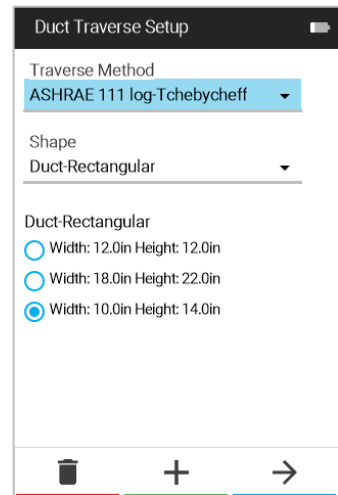 Duct Traverse Setup
Traverse Method
ASHRAE 111 log-Tchebycheff
Shape
Duct-Rectangular
Duct-Rectangular
Width: 12.0in Height: 12.0in
Width: 18.0in Height: 22.0in
Width: 10.0in Height: 14.0in